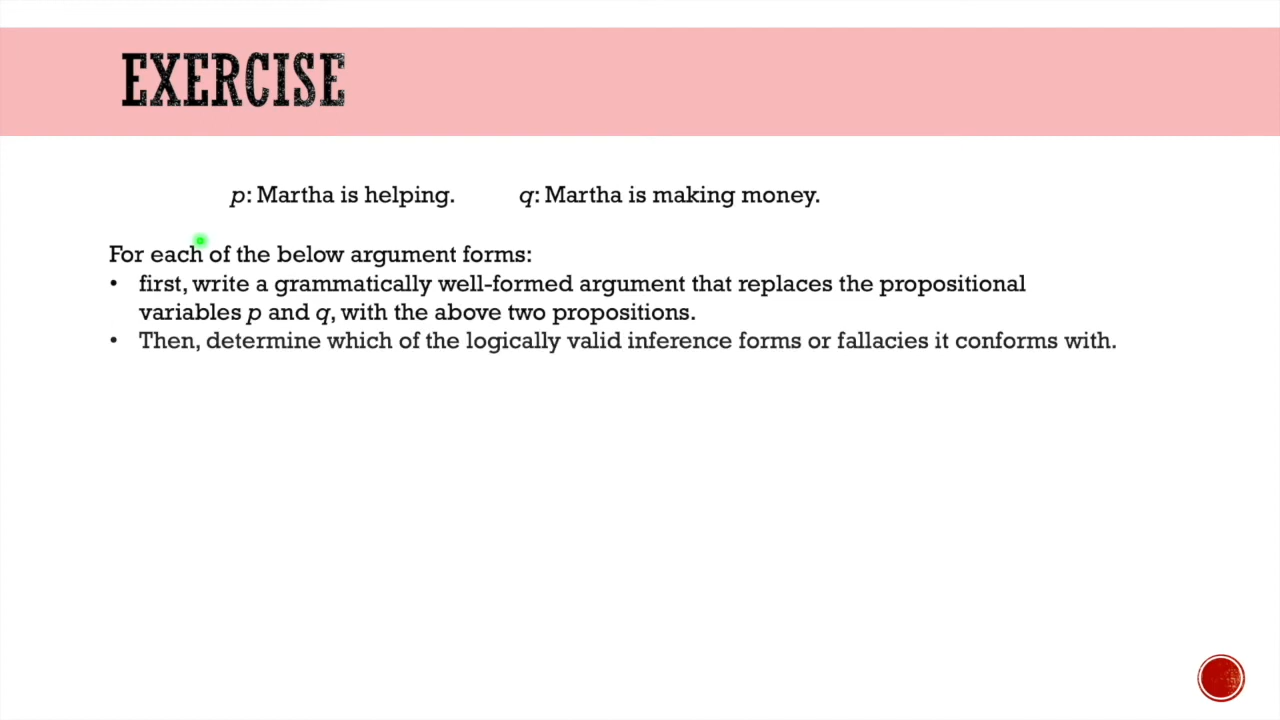 EXERCISE
p: Martha is helping. q: Martha is making money.
For each of the below argument forms:
• first, write a grammatically well-formed argument that replaces the propositional
variables p and q, with the above two propositions.
• Then, determine which of the logically valid inference forms or fallacies it conforms with.